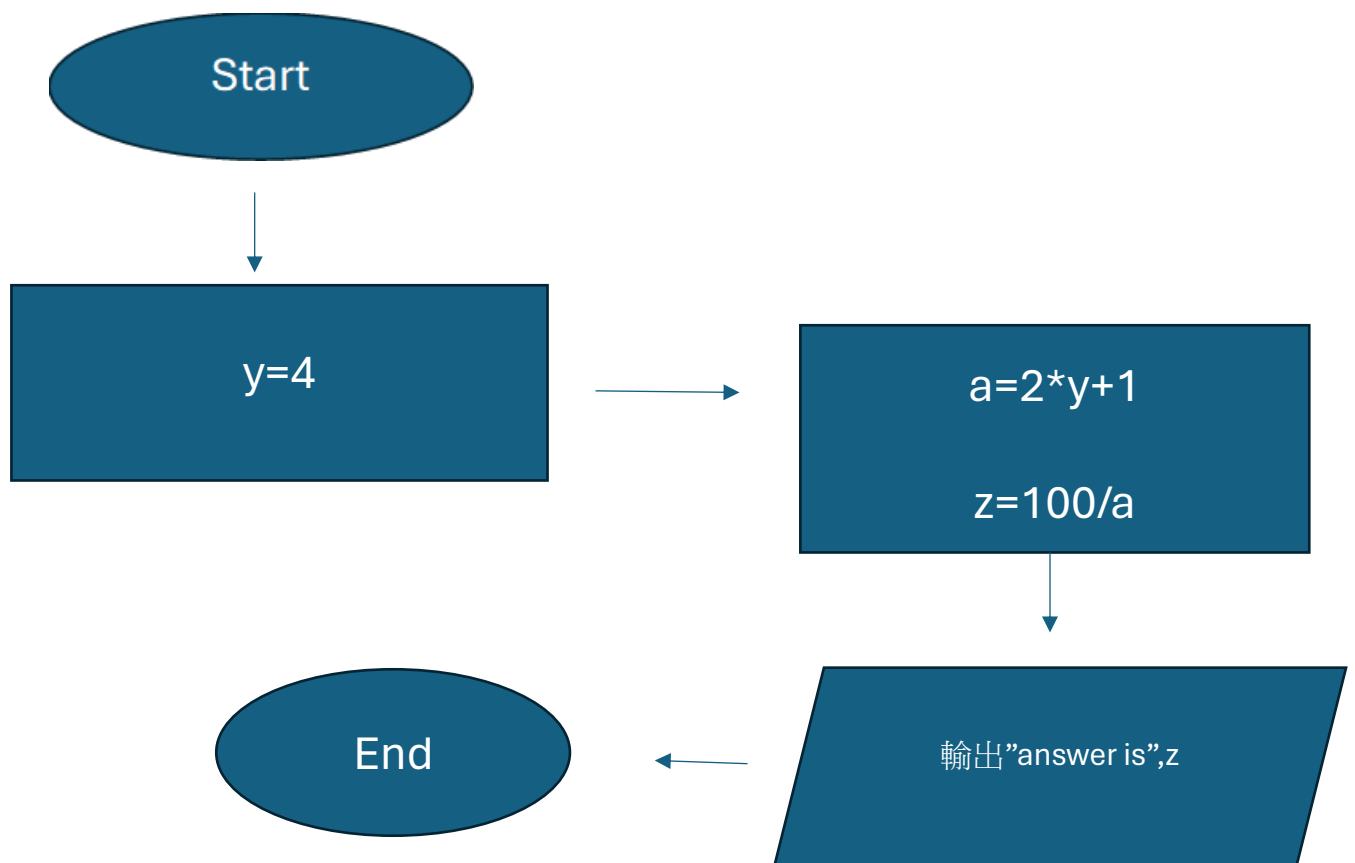 Start
y=4
a=2*y+1
z=100/a
輸出”answer is”,z
End